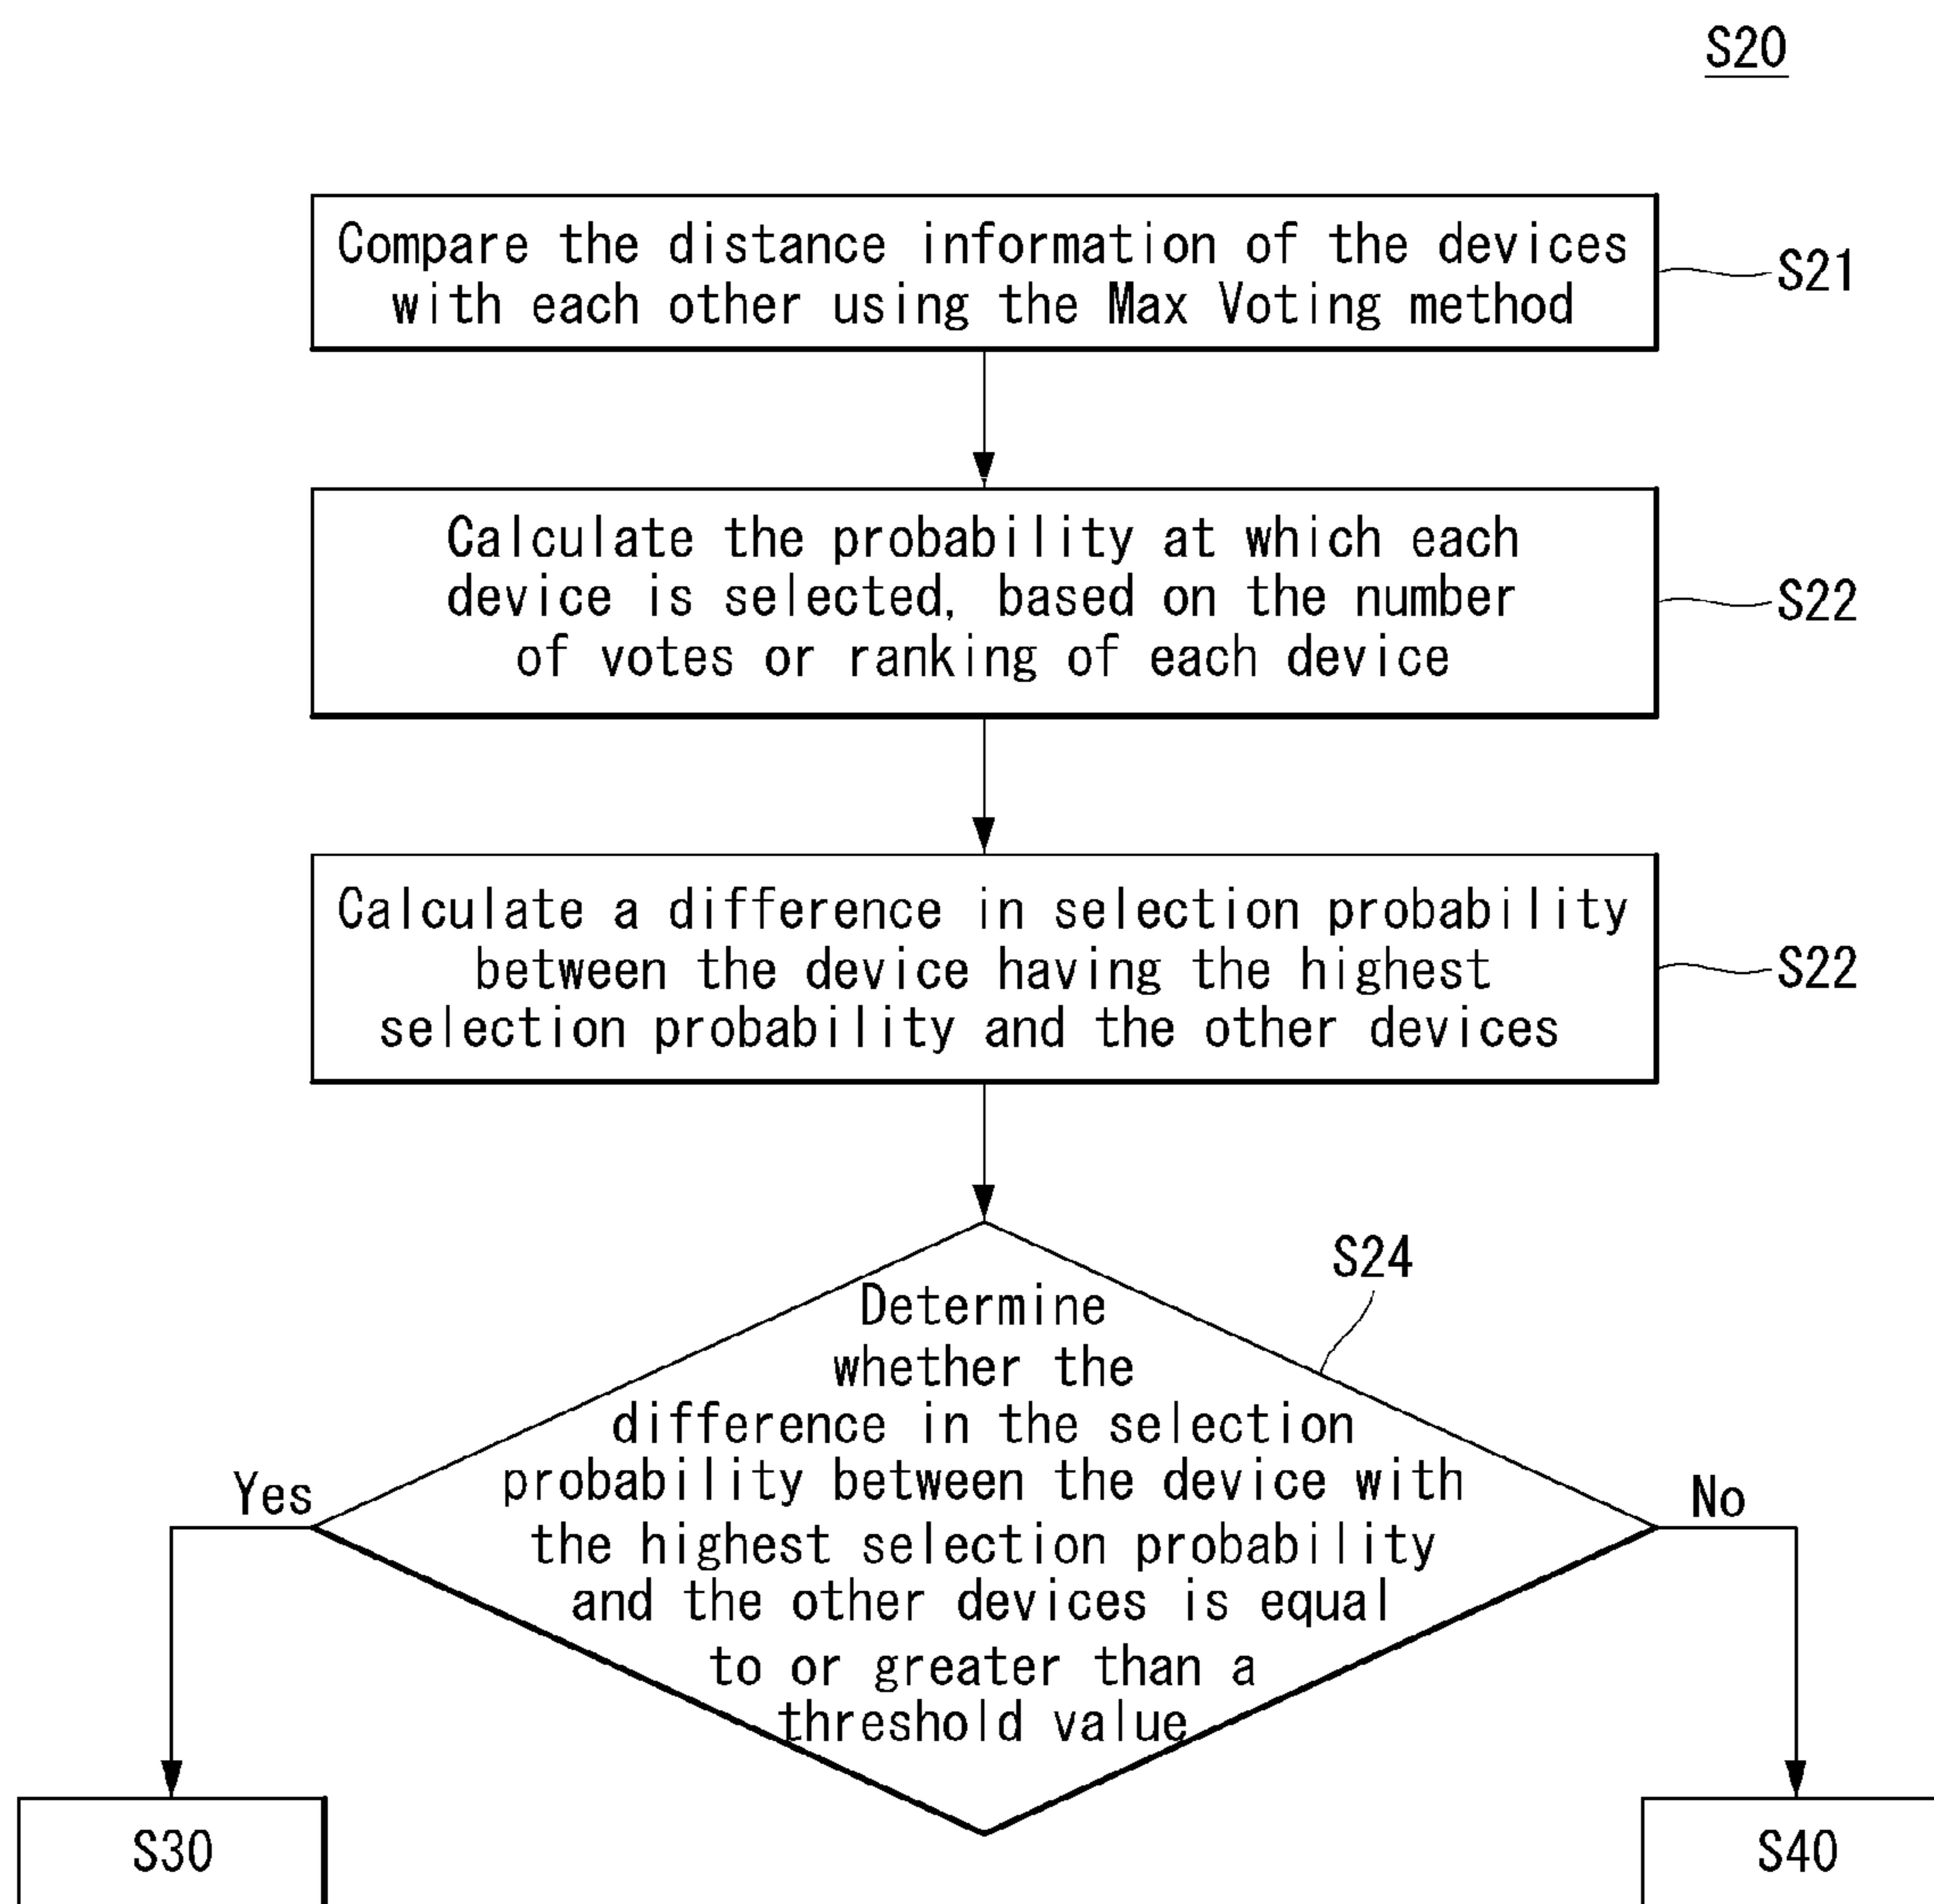 S20
Compare the distance information of the devices
with each other using the Max Voting method
S21
Calculate the probability at which each
device is selected, based on the number
of votes or ranking of each device
S22
Calculate a difference in selection probability
between the device having the highest
selection probability and the other devices
S22
S24
Determine
whether the
difference in the selection
probability between the device with
the highest selection probability
and the other devices is equal
to or greater than a
threshold value
Yes
No
S30
S40